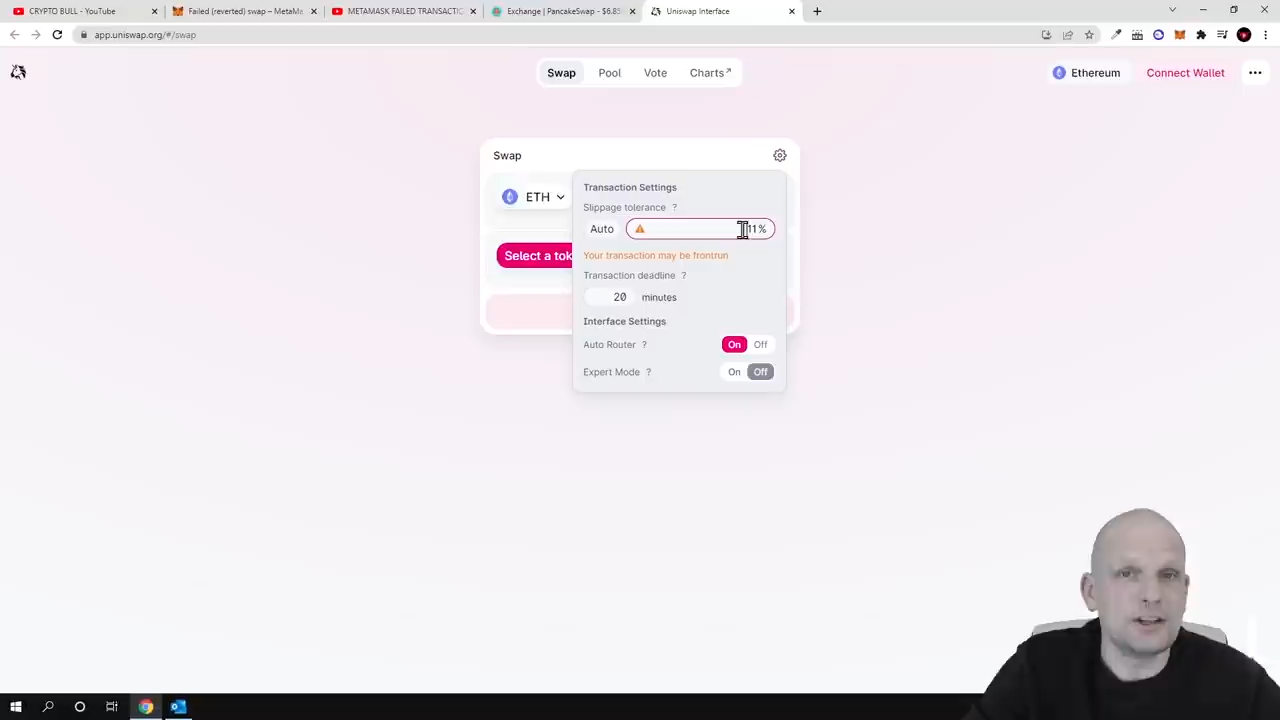 CRYPTO BULL - YouTube
Failed (reverted) swap – MetaMa
METAMASK FAILED TRANSACTIO
Exchange | PancakeSwap - $6.85
Uniswap Interface
app.uniswap.org/#/swap
Swap
Pool
Vote
Charts↗
Ethereum
Connect Wallet
Swap
ETH
Select a tok
Transaction Settings
Slippage tolerance ?
Auto
11%
Your transaction may be frontrun
Transaction deadline ?
20 minutes
Interface Settings
Auto Router ? On Off
Expert Mode ? On Off